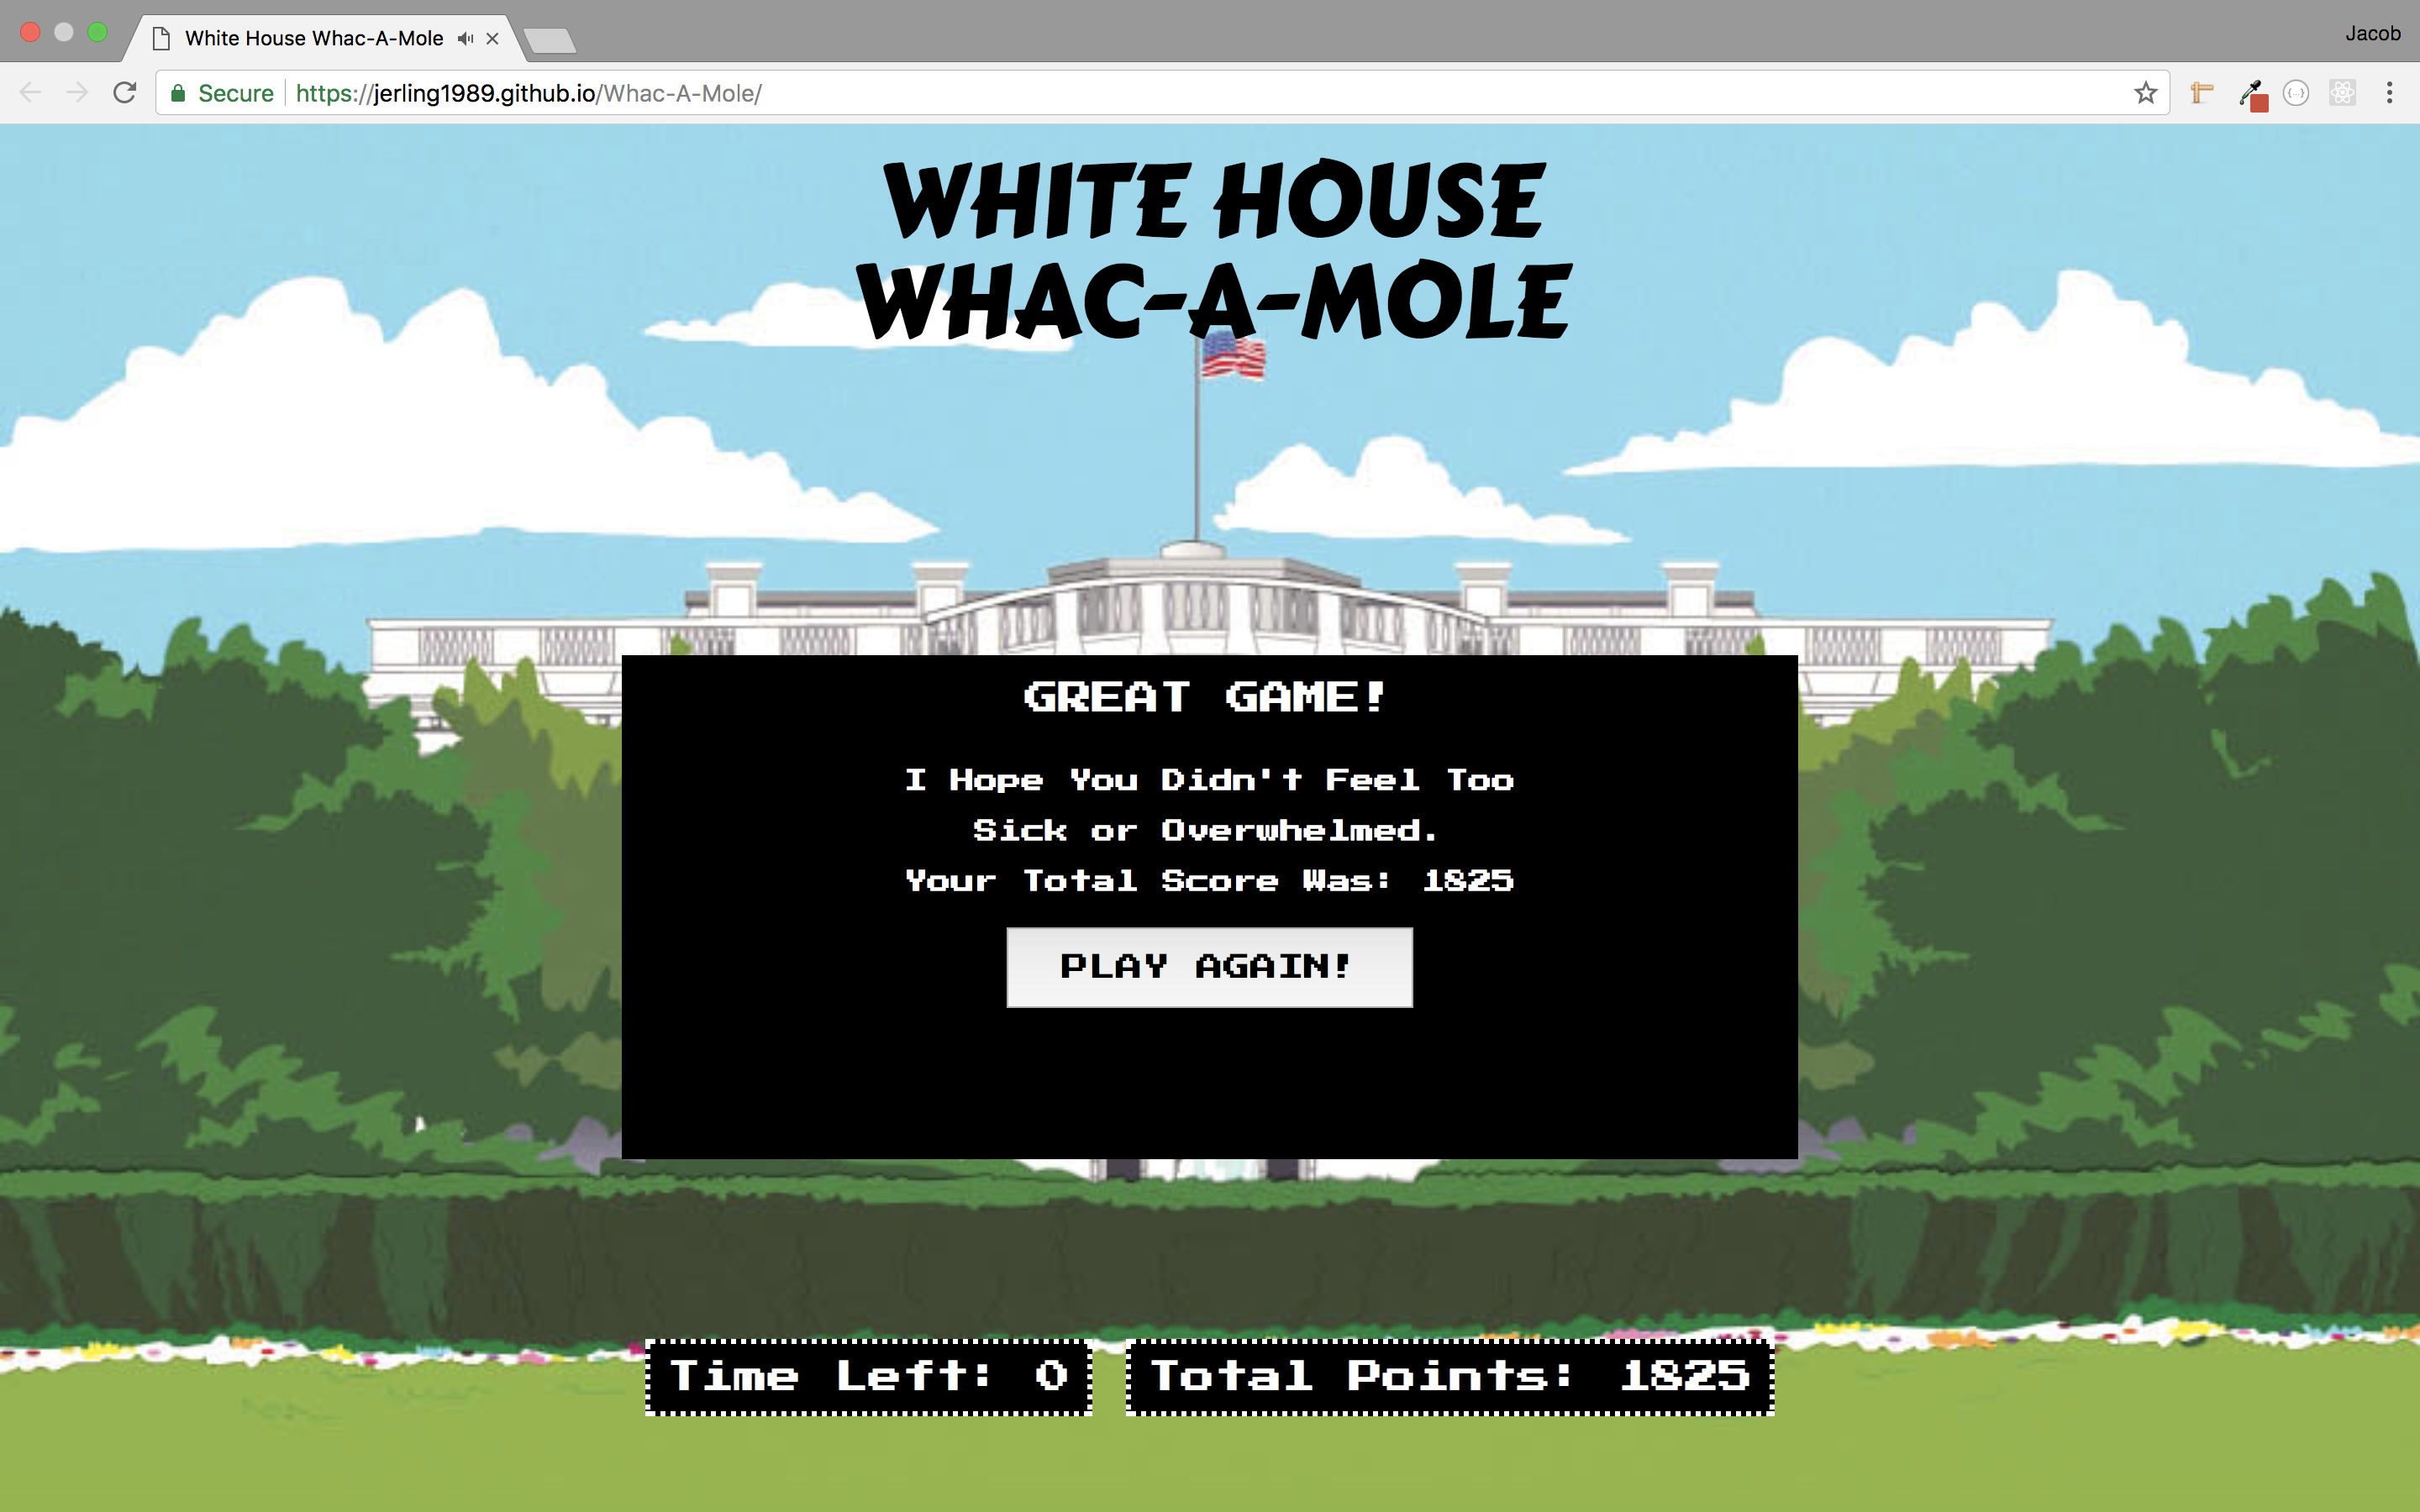 White House Whac-A-Mole
Jacob
Secure https://jerling1989.github.io/Whac-A-Mole/
WHITE HOUSE
WHAC-A-MOLE
GREAT GAME!
I Hope You Didn't Feel Too
Sick or Overwhelmed.
Your Total Score Was: 1825
PLAY AGAIN!
Time Left: 0
Total Points: 1825